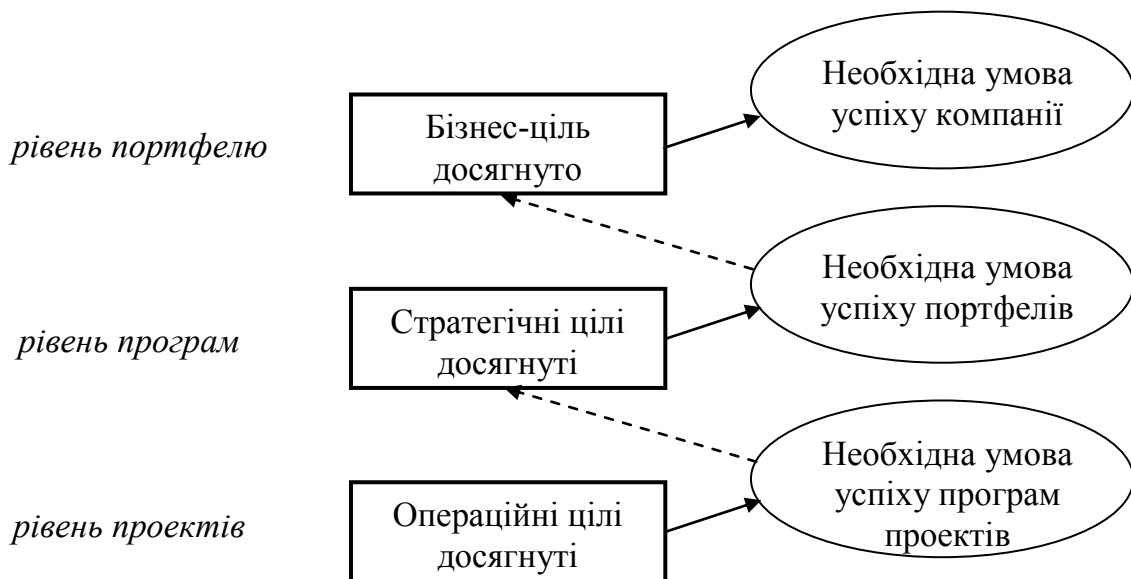 Необхідна умова
успіху компанії
Бізнес-ціль
досягнуто
рівень портфелю
Необхідна умова
успіху портфелів
Стратегічні цілі
досягнуті
рівень програм
Необхідна умова
успіху програм
проектів
Операційні цілі
досягнуті
рівень проектів